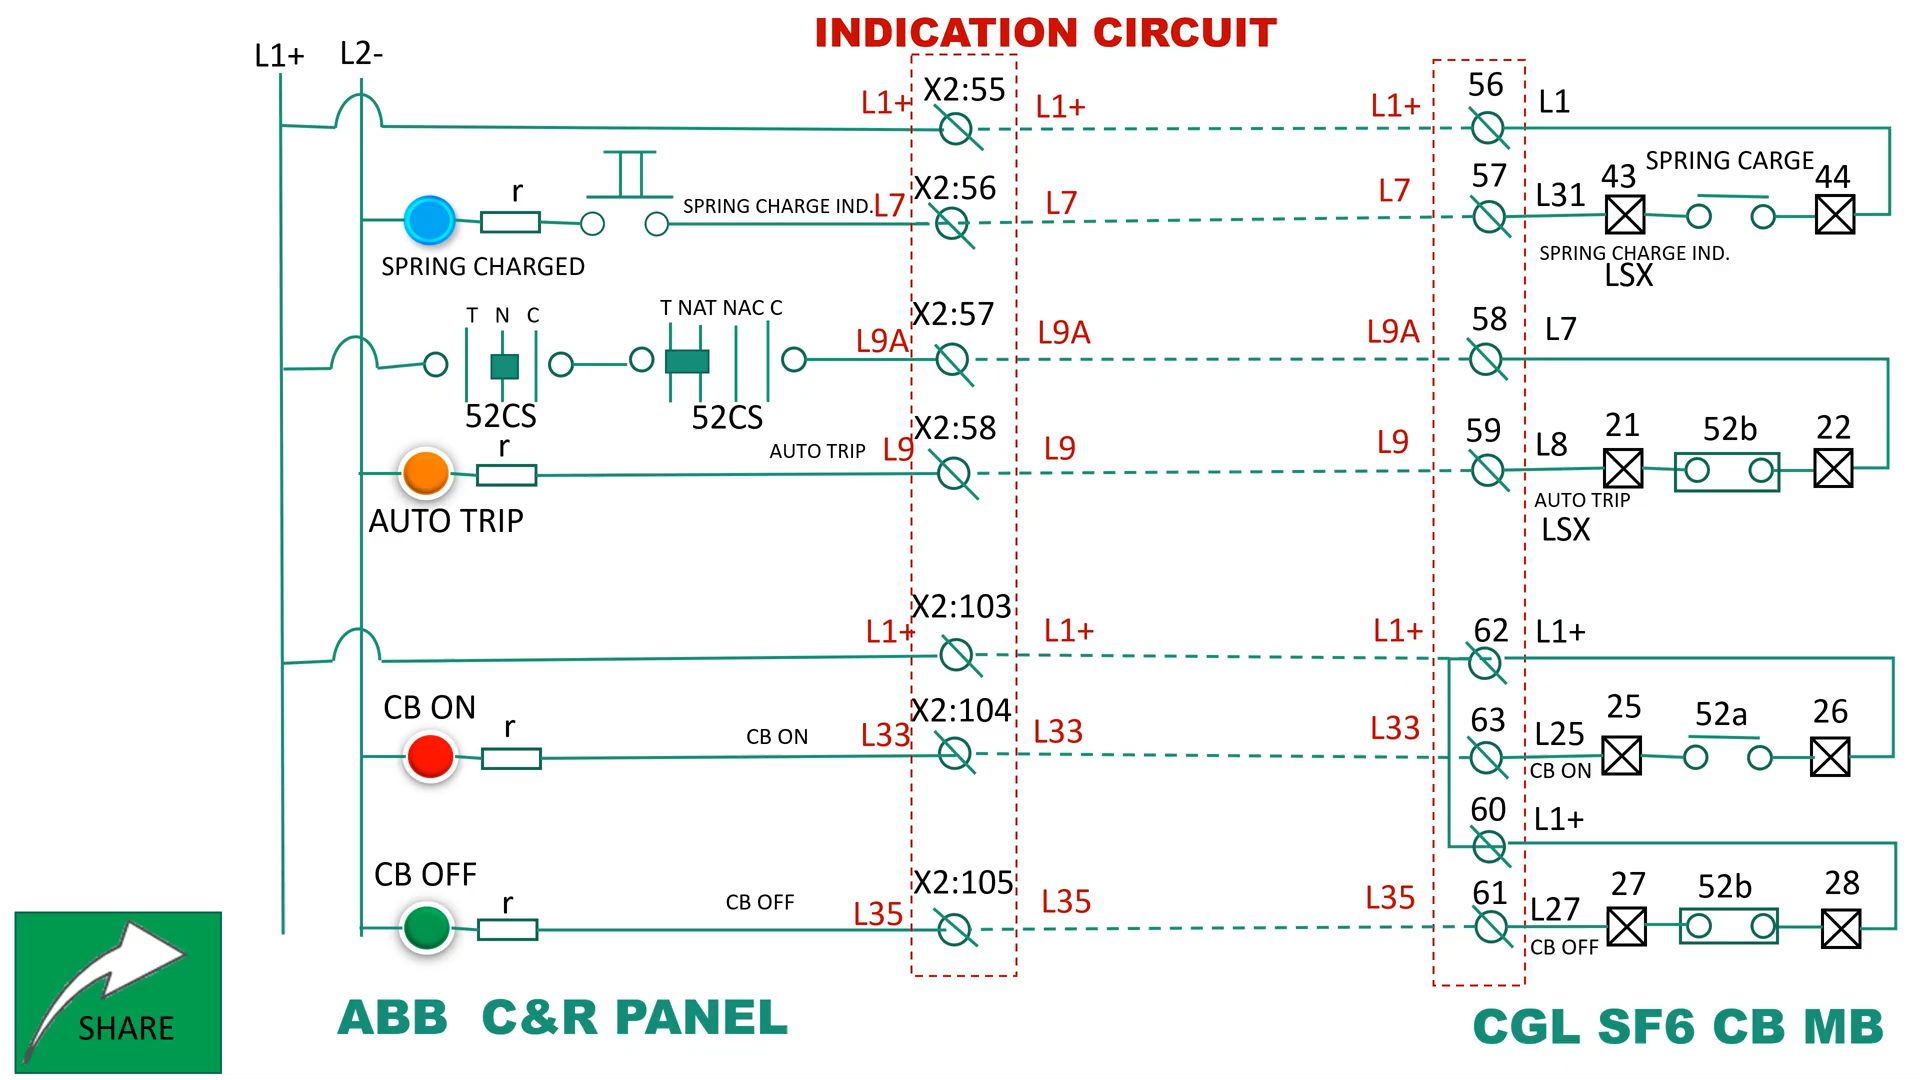 INDICATION CIRCUIT
L1+ L2-
X2:55 56
L1+ L1+ L1+ L1
SPRING CARGE
r X2:56 57 43 44
SPRING CHARGE IND. L7 L7 L7 L31
SPRING CHARGED
SPRING CHARGE IND.
LSX
T N C T NAT NAC C X2:57 58
L9A L9A L9A L7
52CS 52CS
r X2:58 59 21 52b 22
AUTO TRIP L9 L9 L9 L8
AUTO TRIP
AUTO TRIP
LSX
X2:103 62
L1+ L1+ L1+ L1+
CB ON X2:104 63 25 52a 26
r CB ON L33 L33 L33 L25
CB ON
60 L1+
CB OFF X2:105 61 27 52b 28
r CB OFF L35 L35 L35 L27
CB OFF
SHARE
ABB C&R PANEL
CGL SF6 CB MB